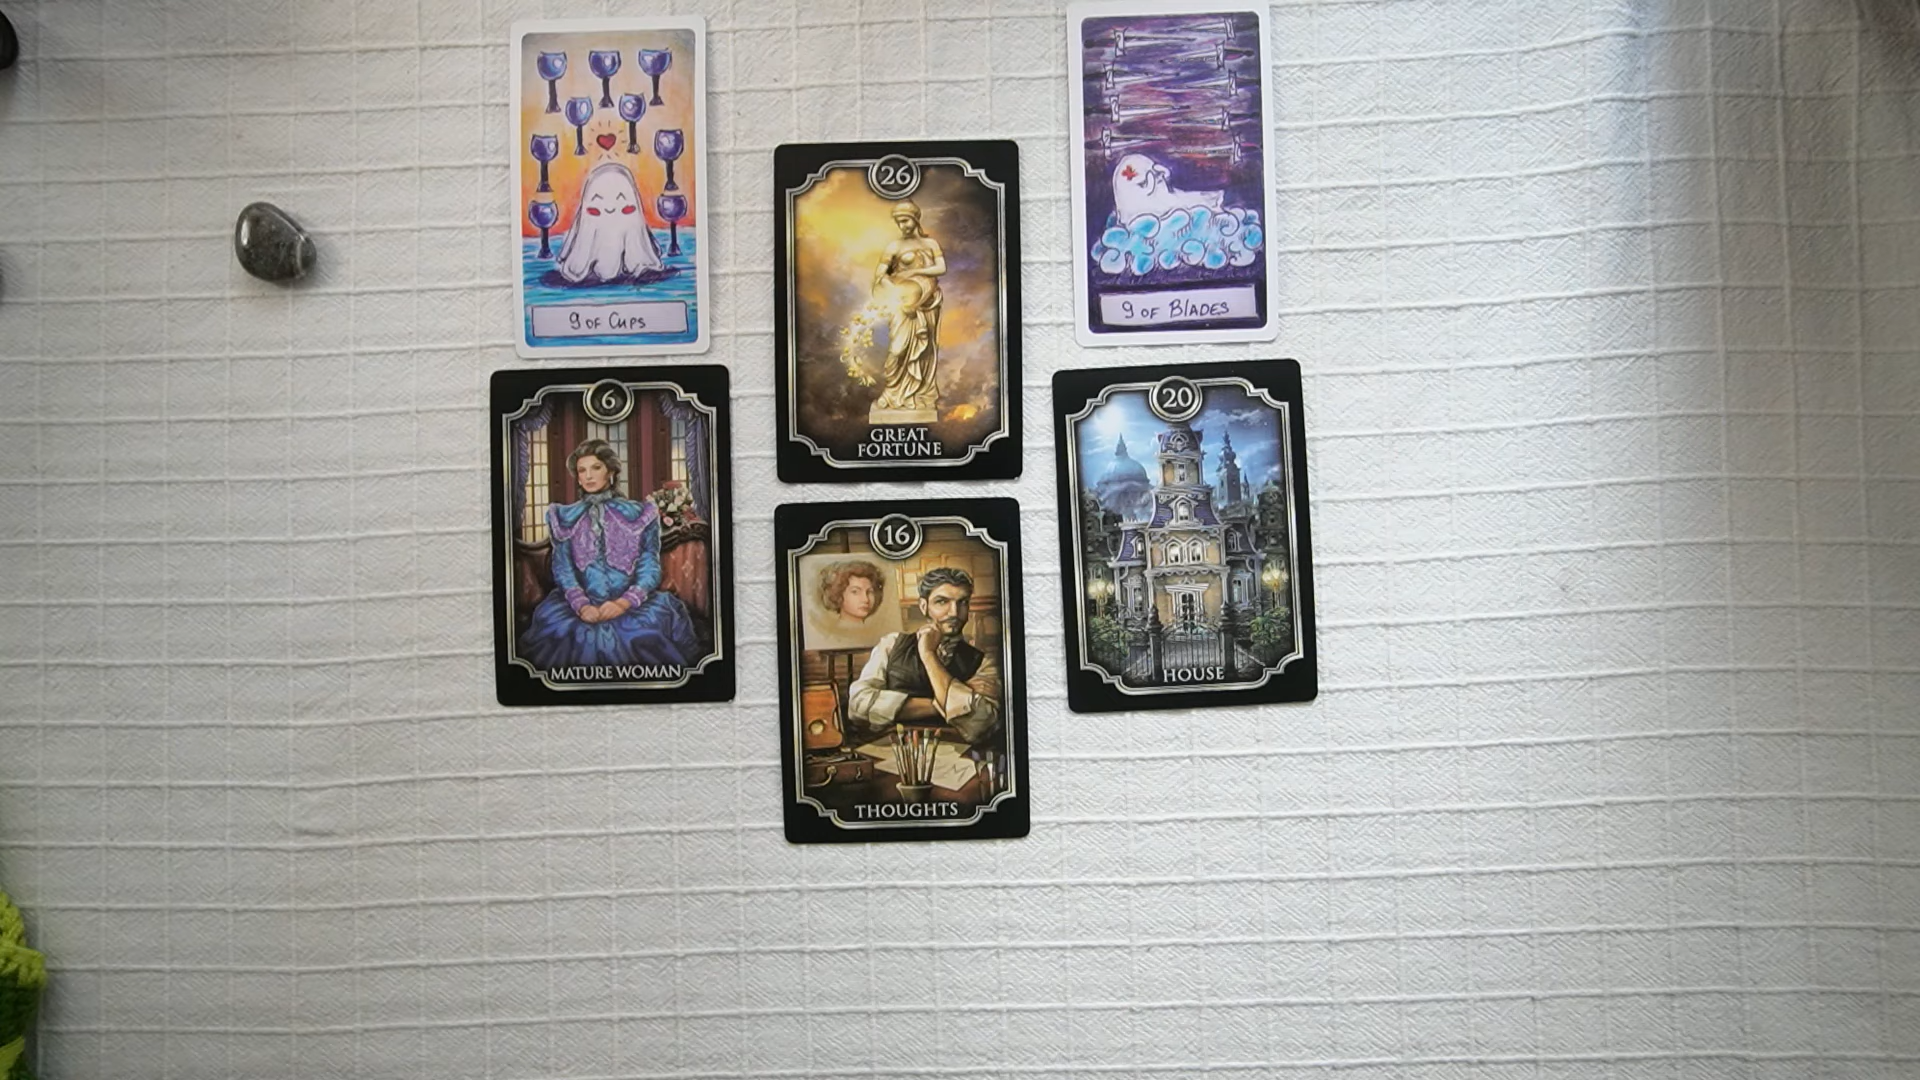 9 OF CUPS
26
GREAT
FORTUNE
9 OF BlADES
6
MATURE WOMAN
16
THOUGHTS
20
HOUSE